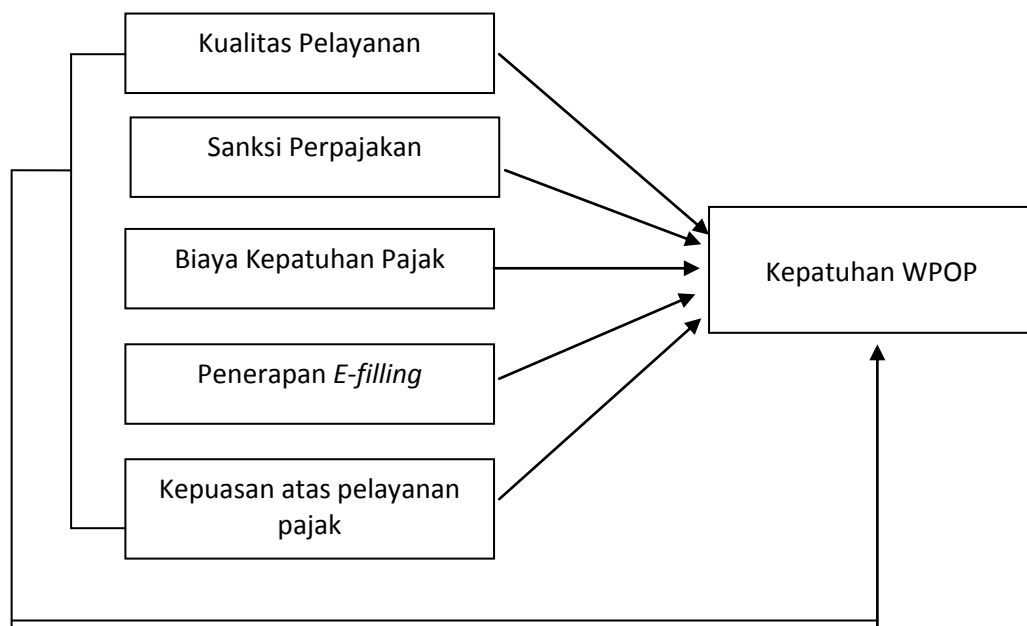 Kualitas Pelayanan
Sanksi Perpajakan
Biaya Kepatuhan Pajak
Kepatuhan WPOP
Penerapan E-filling
Kepuasan atas pelayanan
pajak